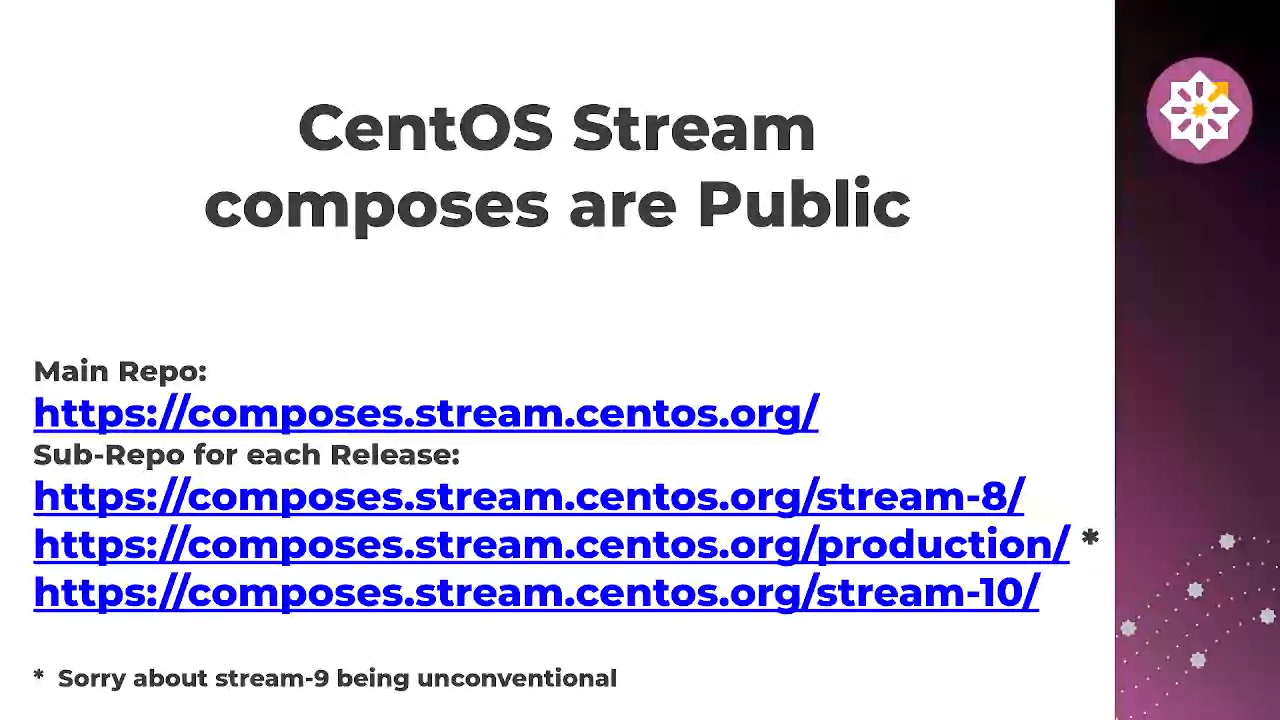 CentOS Stream
composes are Public
Main Repo:
https://composes.stream.centos.org/
Sub-Repo for each Release:
https://composes.stream.centos.org/stream-8/
https://composes.stream.centos.org/production/ *
https://composes.stream.centos.org/stream-10/
* Sorry about stream-9 being unconventional